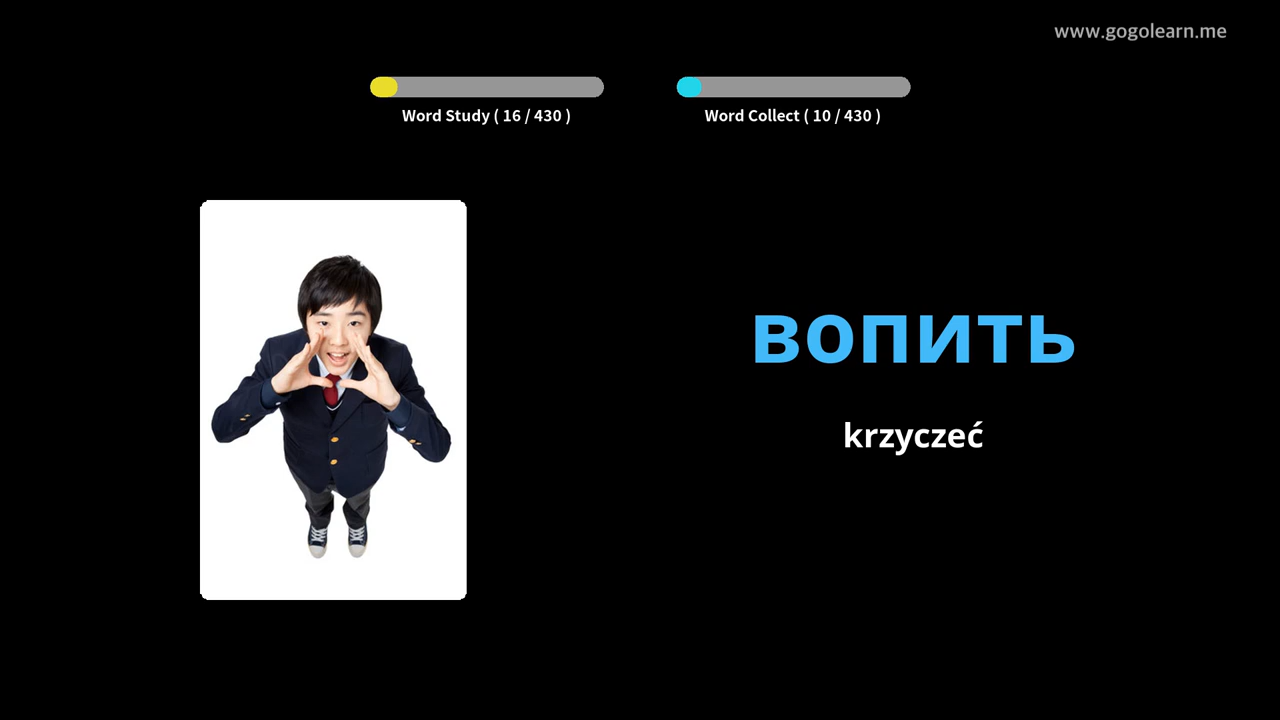 www.gogolearn.me
Word Study ( 16 / 430 )
Word Collect ( 10 / 430 )
вопить
krzyczeć